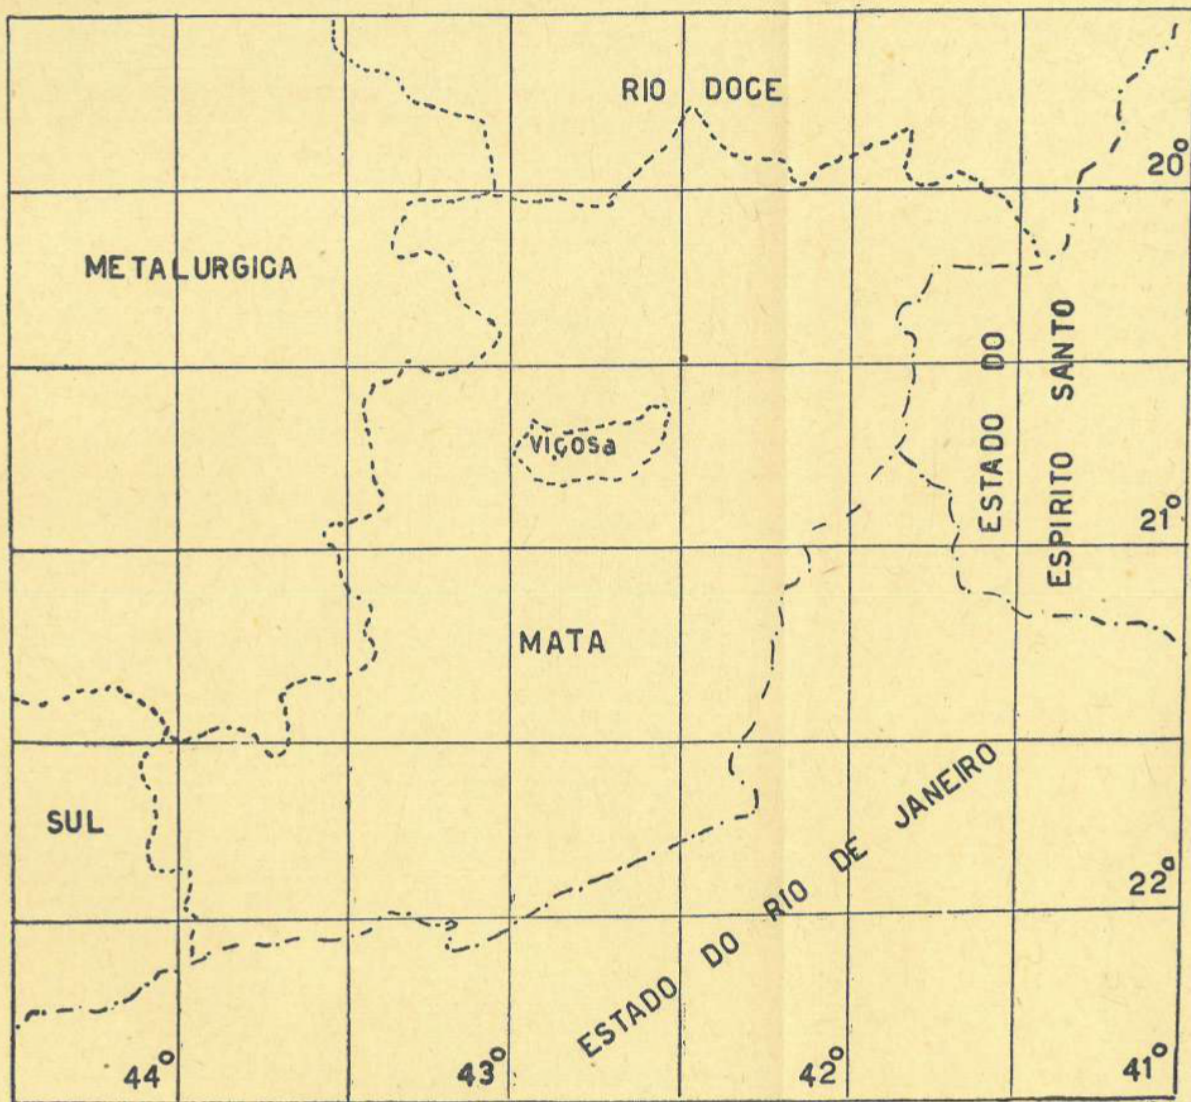 RIO DOCE
20°
METALURGICA
ESTADO DO
ESPIRITO SANTO
Viçosa
21°
MATA
SUL
ESTADO DO RIO DE JANEIRO
22°
44°
43°
42°
41°